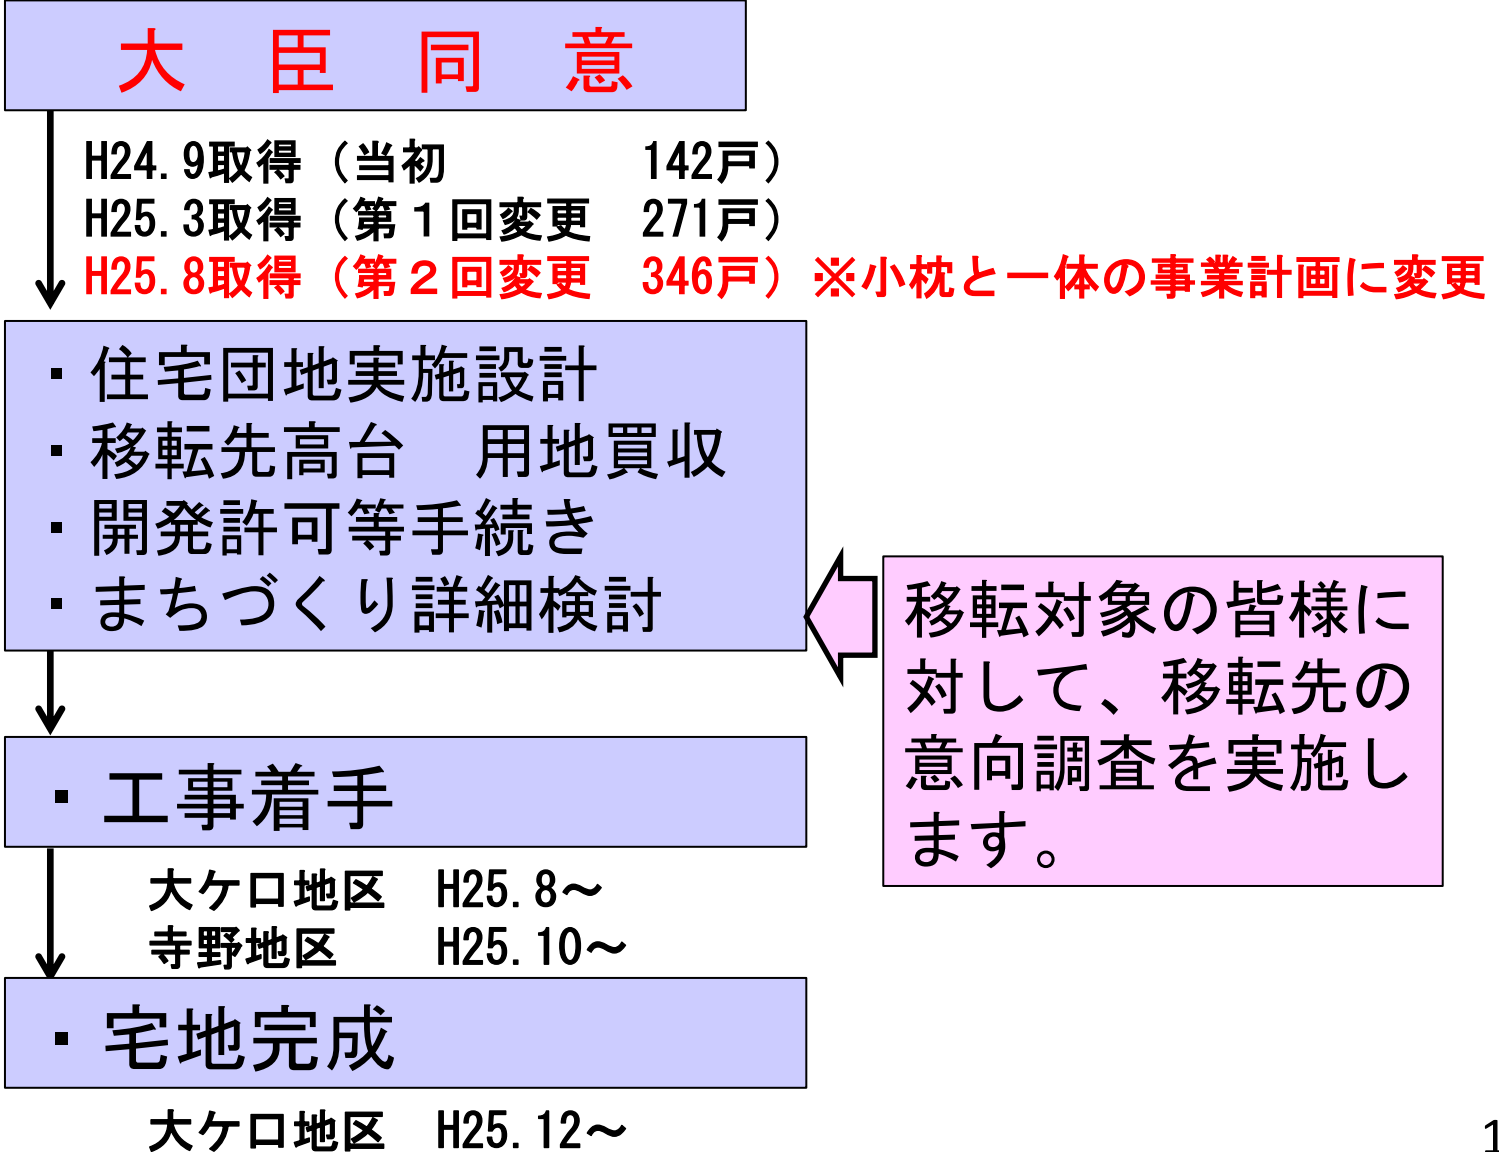 大　臣　同　意
H24.9取得（当初　　　　142戸）
H25.3取得（第１回変更　271戸）
H25.8取得（第２回変更　346戸）※小枕と一体の事業計画に変更
・住宅団地実施設計
・移転先高台　用地買収
・開発許可等手続き
・まちづくり詳細検討
移転対象の皆様に
対して、移転先の
意向調査を実施し
ます。
・工事着手
大ケ口地区　H25.8～
寺野地区　　H25.10～
・宅地完成
大ケ口地区　H25.12～
1